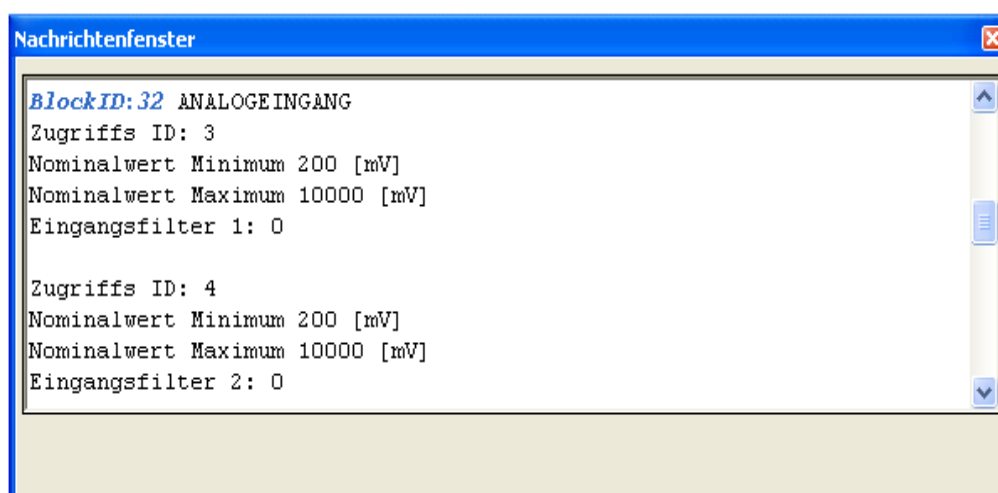 Nachrichtenfenster
BlockID:32 ANALOGEINGANG
Zugriffs ID: 3
Nominalwert Minimum 200 [mV]
Nominalwert Maximum 10000 [mV]
Eingangsfilter 1: 0
Zugriffs ID: 4
Nominalwert Minimum 200 [mV]
Nominalwert Maximum 10000 [mV]
Eingangsfilter 2: 0